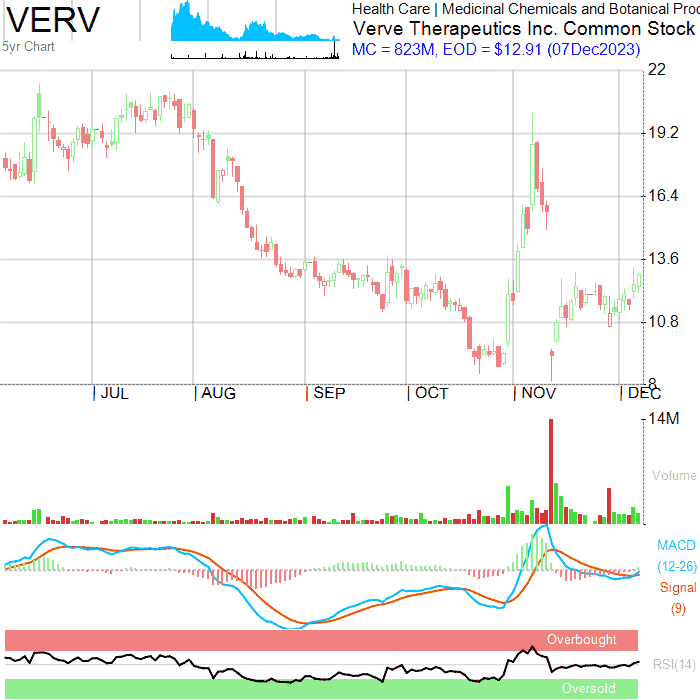 VERV
5yr Chart
Health Care | Medicinal Chemicals and Botanical Proc
Verve Therapeutics Inc. Common Stock
MC = 823M, EOD = $12.91 (07Dec2023)
22
19.2
16.4
13.6
10.8
8
JUL AUG SEP OCT NOV DEC
14M
Volume
MACD
(12-26)
Signal
(9)
Overbought
RSI(14)
Oversold